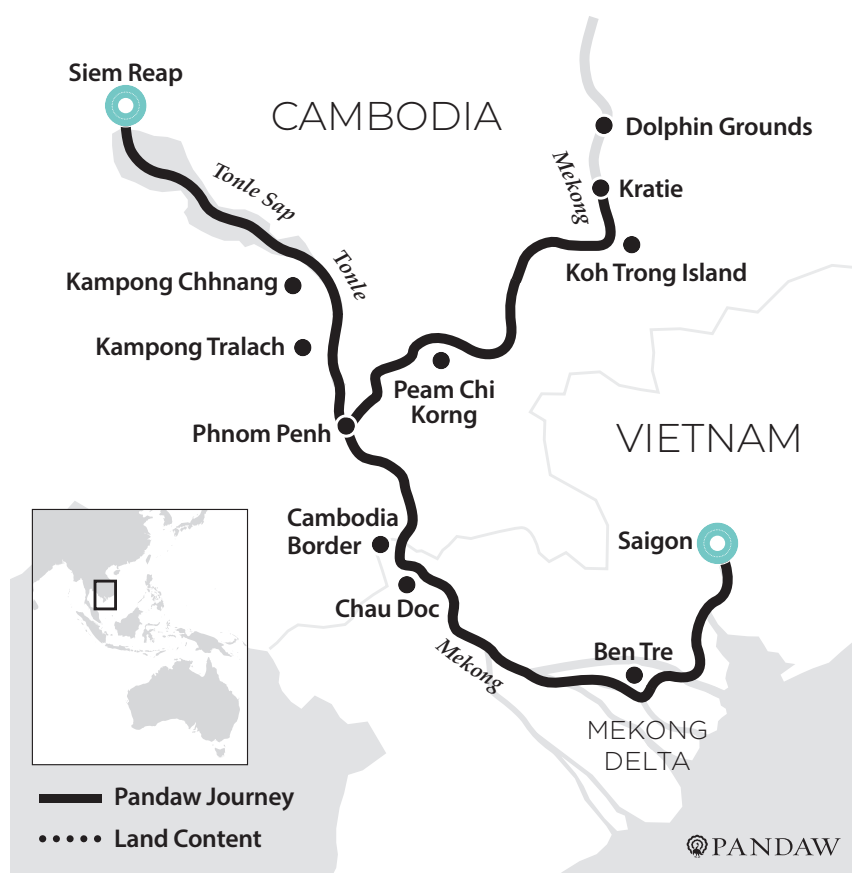 Siem Reap
CAMBODIA
Dolphin Grounds
Mekong
Kratie
Tonle Sap
Koh Trong Island
Tonle
Kampong Chhnang
Kampong Tralach
Peam Chi
Korng
Phnom Penh
VIETNAM
Cambodia
Border
Saigon
Chau Doc
Mekong
Ben Tre
MEKONG
DELTA
Pandaw Journey
Land Content
PANDAW